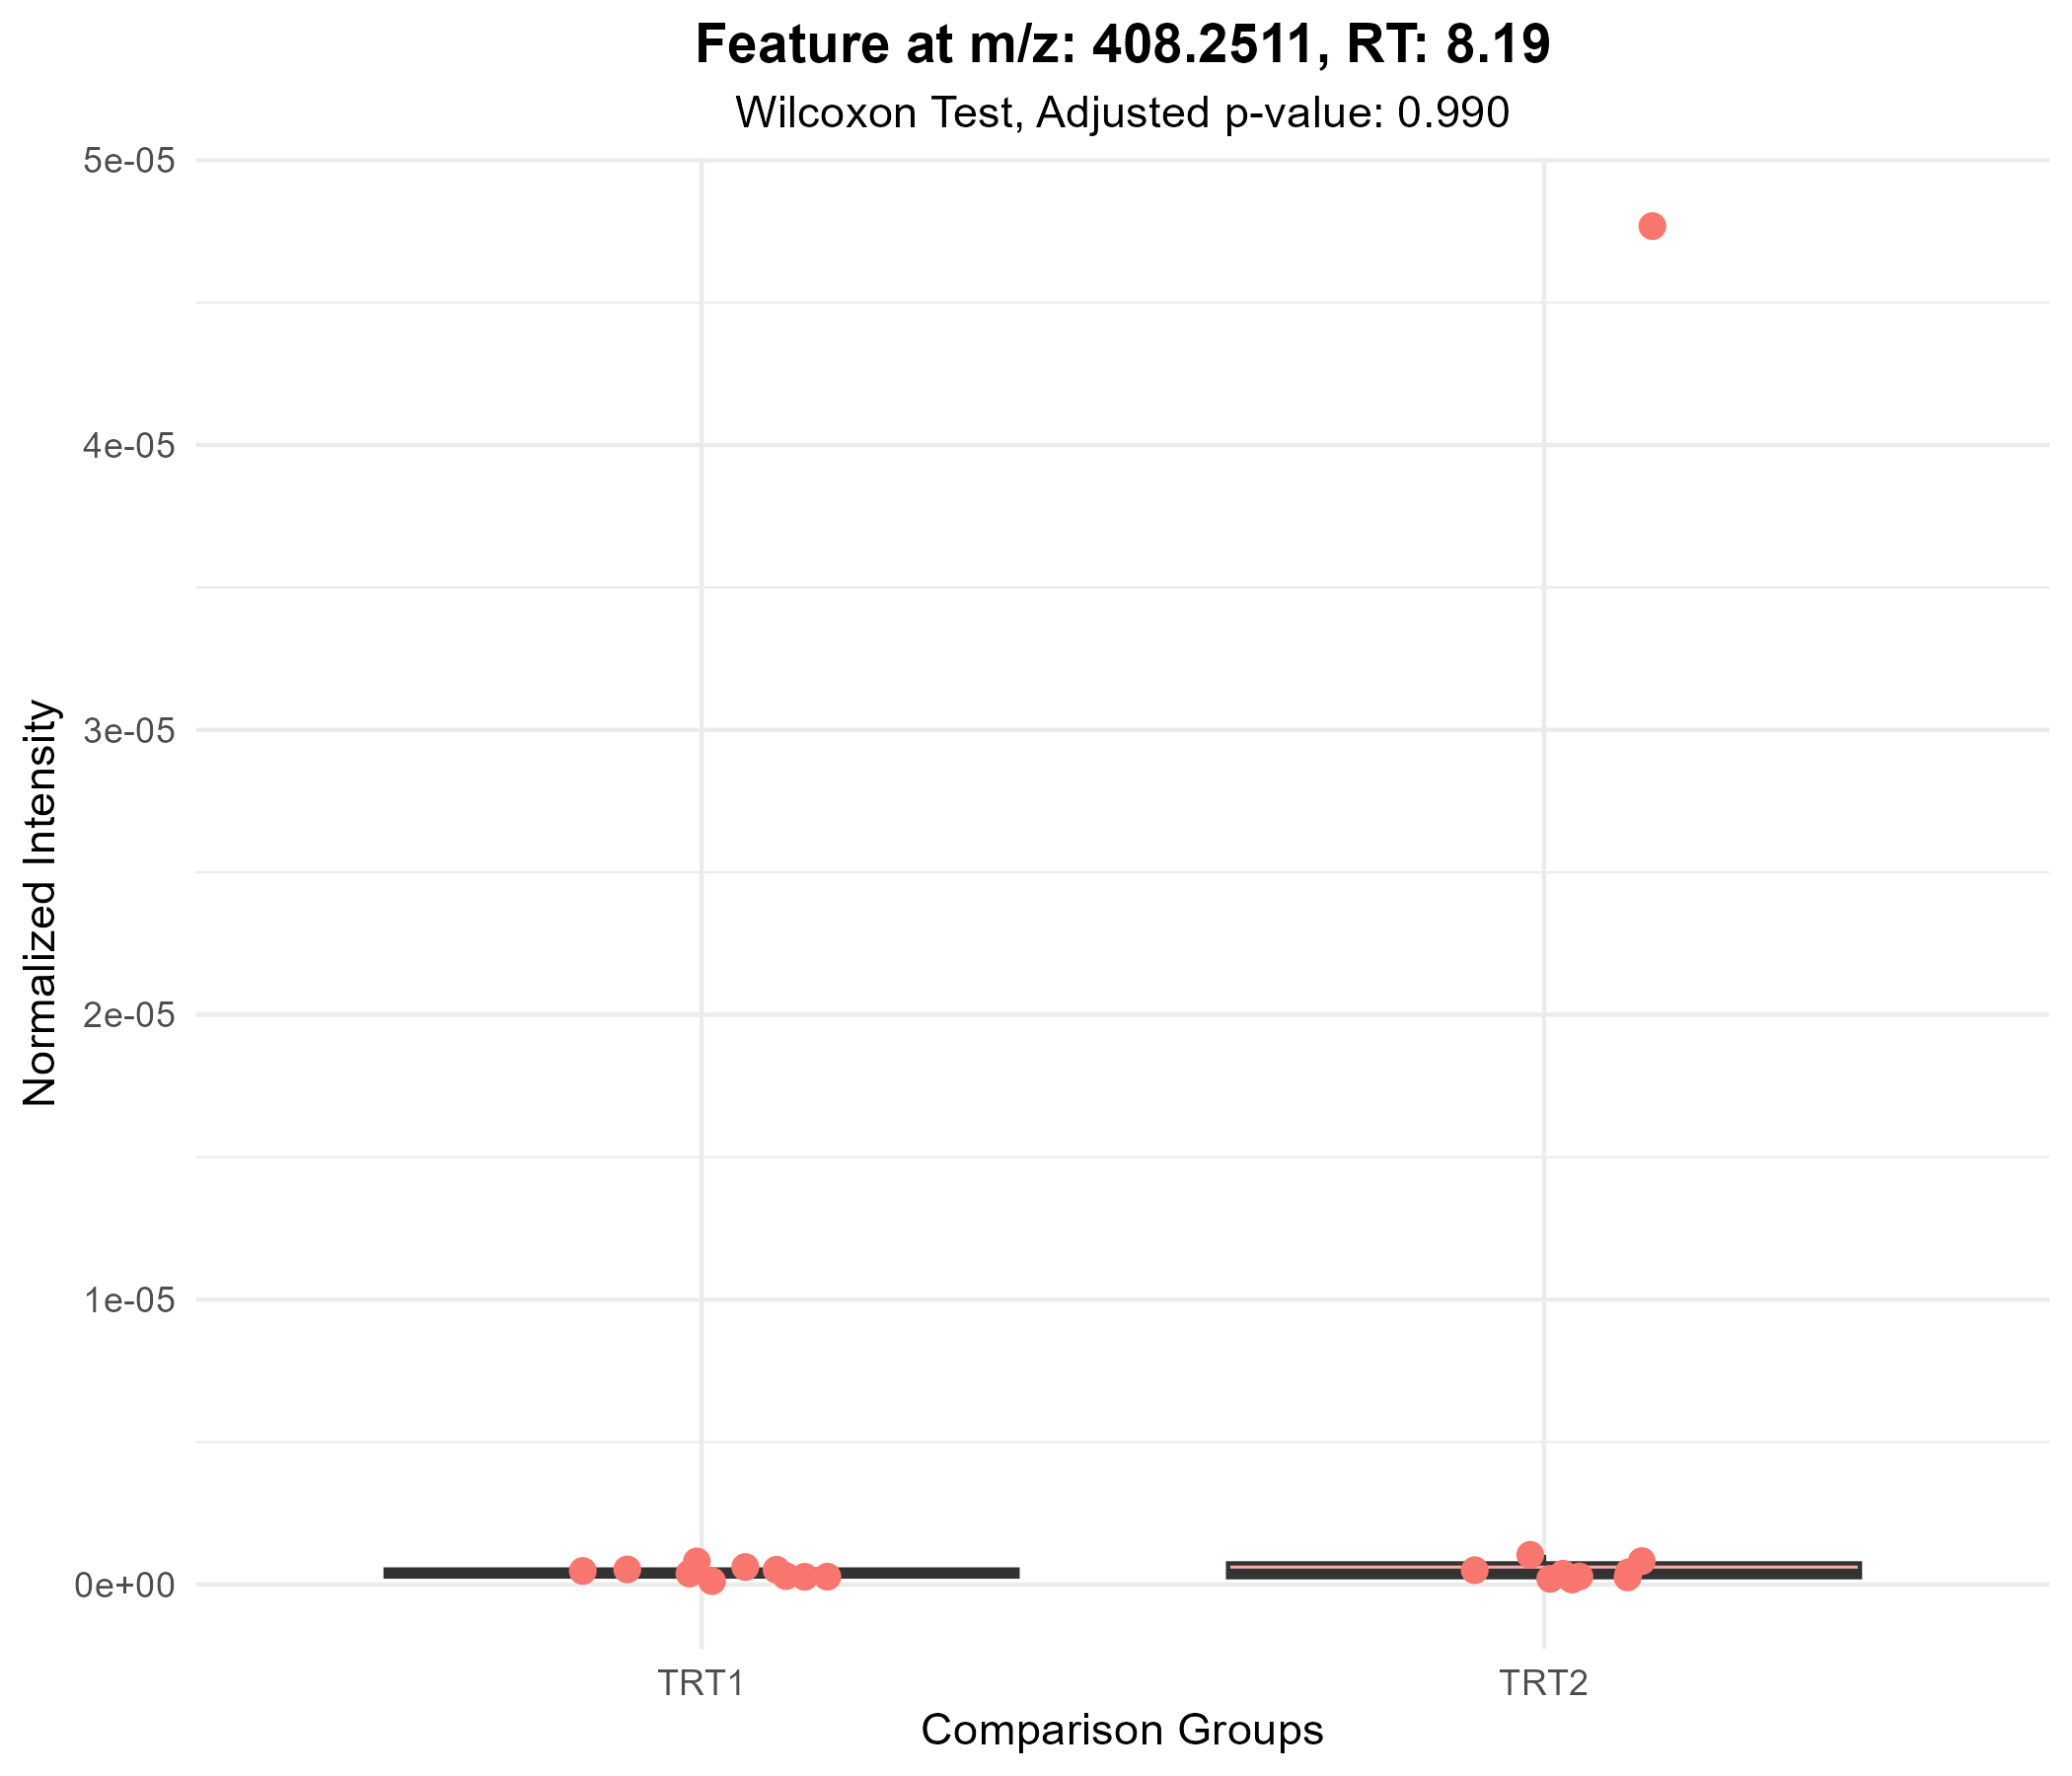 Feature at m/z: 408.2511, RT: 8.19
Wilcoxon Test, Adjusted p-value: 0.990
5e-05
4e-05
3e-05
2e-05
1e-05
0e+00
Normalized Intensity
TRT1
TRT2
Comparison Groups